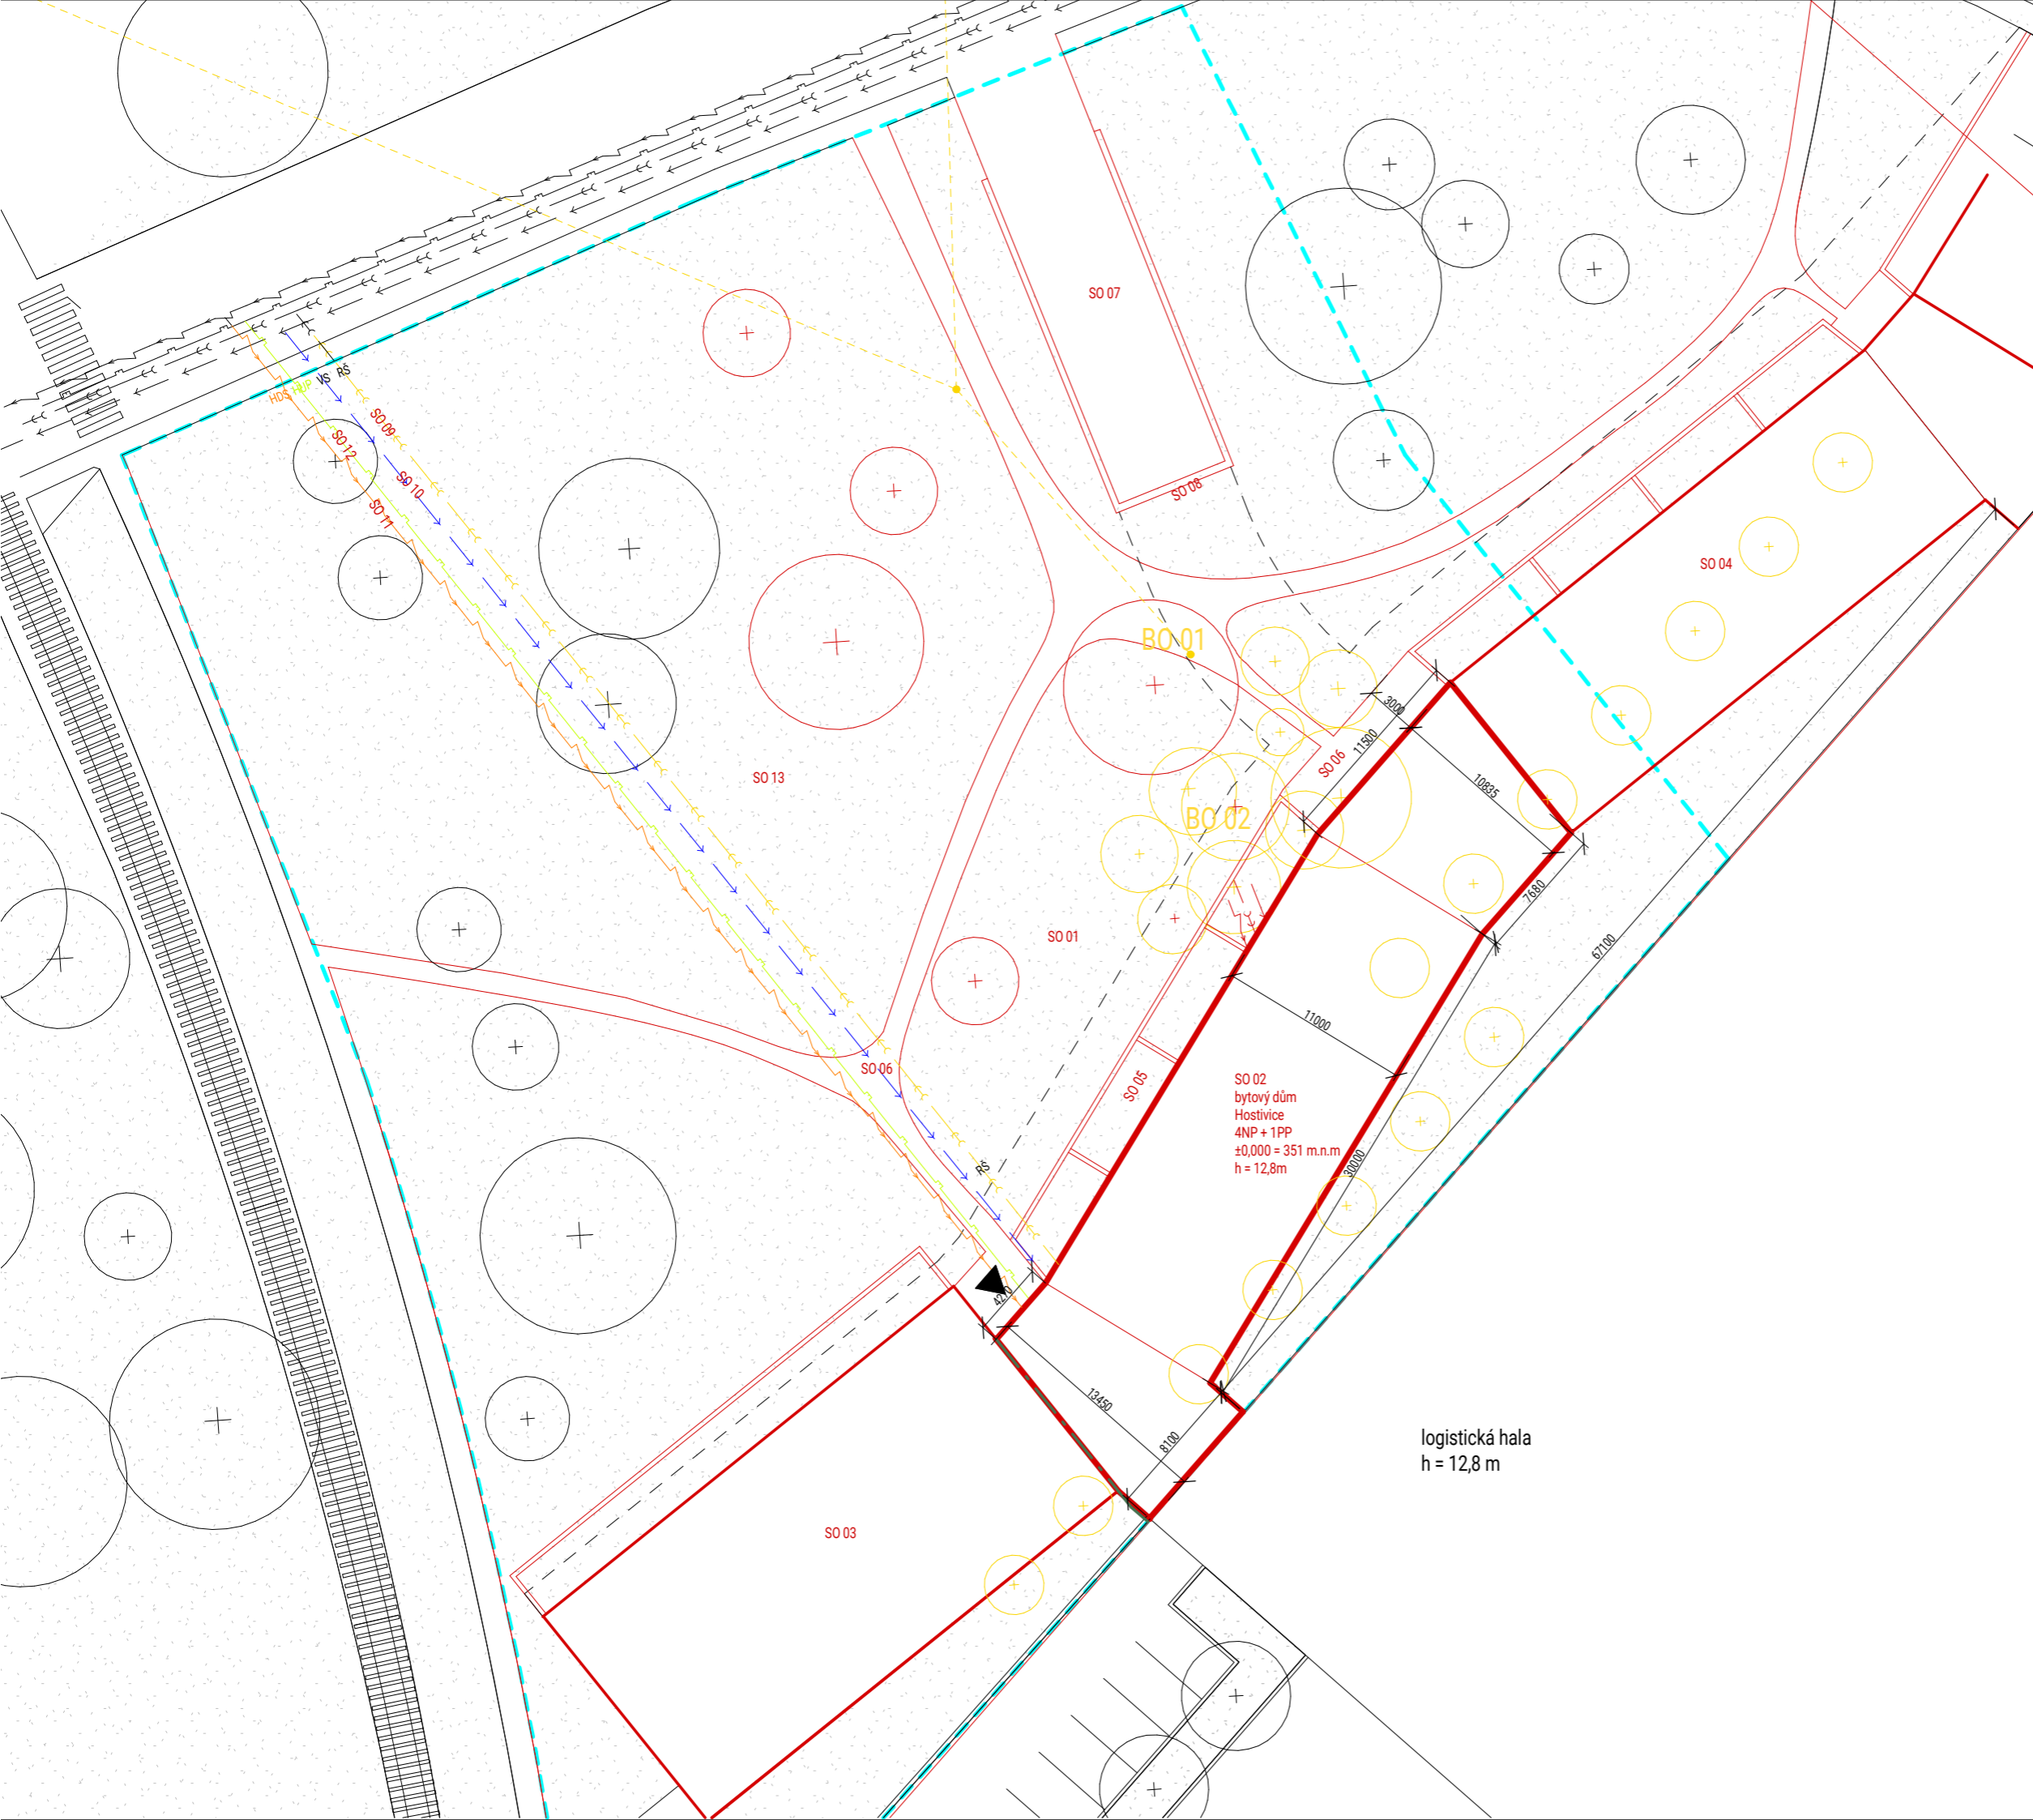 SO 07
HDS
HUP
VŠ
RŠ
SO 09
SO 12
SO 10
SO 11
SO 08
SO 04
BO 01
3000
11500
SO 06
10835
SO 13
BO 02
7680
67100
SO 01
11000
SO 06
SO 05
SO 02
bytový dům
Hostivice
4NP + 1PP
±0,000 = 351 m.n.m
h = 12,8m
30000
RŠ
4270
13450
8100
logistická hala
h = 12,8 m
SO 03